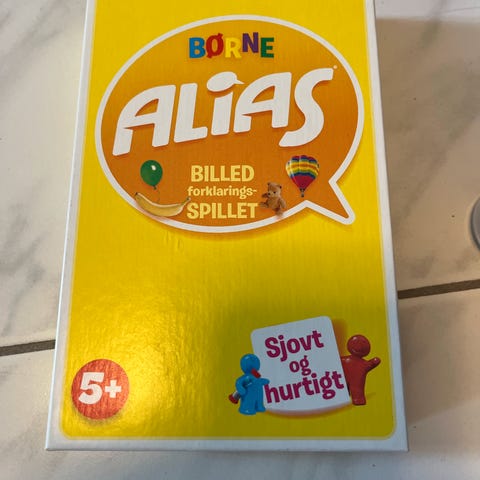 BØRNE
ALiAS
BILLED
forklarings-
SPILLET
Sjovt
og
hurtigt
5+